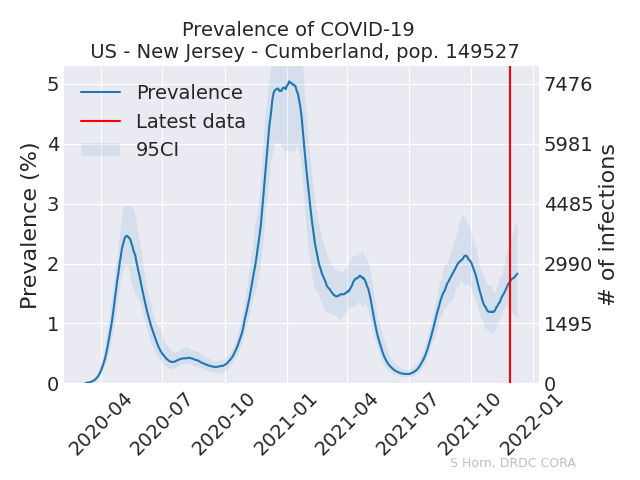 Prevalence of COVID-19
US - New Jersey - Cumberland, pop. 149527
Prevalence
Latest data
95CI
Prevalence (%)
5
4
3
2
1
0
7476
5981
4485
2990
1495
0
# of infections
2020-04
2020-07
2020-10
2021-01
2021-04
2021-07
2021-10
2022-01
S Horn, DRDC CORA